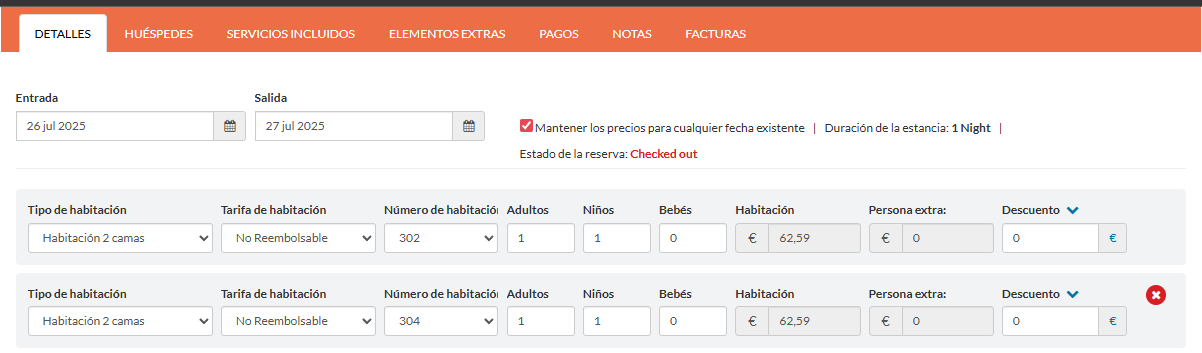 DETALLES HUÉSPEDES SERVICIOS INCLUIDOS ELEMENTOS EXTRAS PAGOS NOTAS FACTURAS
Entrada Salida
26 jul 2025 27 jul 2025
Mantener los precios para cualquier fecha existente | Duración de la estancia: 1 Night |
Estado de la reserva: Checked out
Tipo de habitación Tarifa de habitación Número de habitación Adultos Niños Bebés Habitación Persona extra: Descuento
Habitación 2 camas No Reembolsable 302 1 1 0 € 62,59 € 0 0 €
Tipo de habitación Tarifa de habitación Número de habitación Adultos Niños Bebés Habitación Persona extra: Descuento
Habitación 2 camas No Reembolsable 304 1 1 0 € 62,59 € 0 0 €